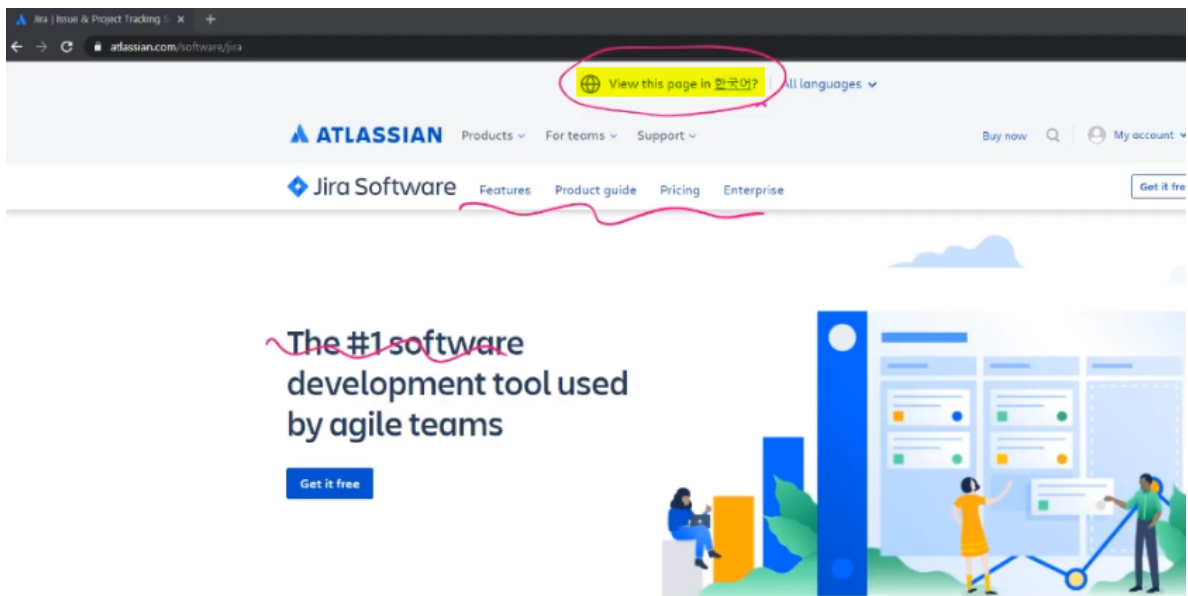 Jira | Issue & Project Tracking S
atlassian.com/software/jira
View this page in 한국어? All languages
ATLASSIAN Products For teams Support Buy now My account
Jira Software Features Product guide Pricing Enterprise Get it fre
The #1 software
development tool used
by agile teams
Get it free